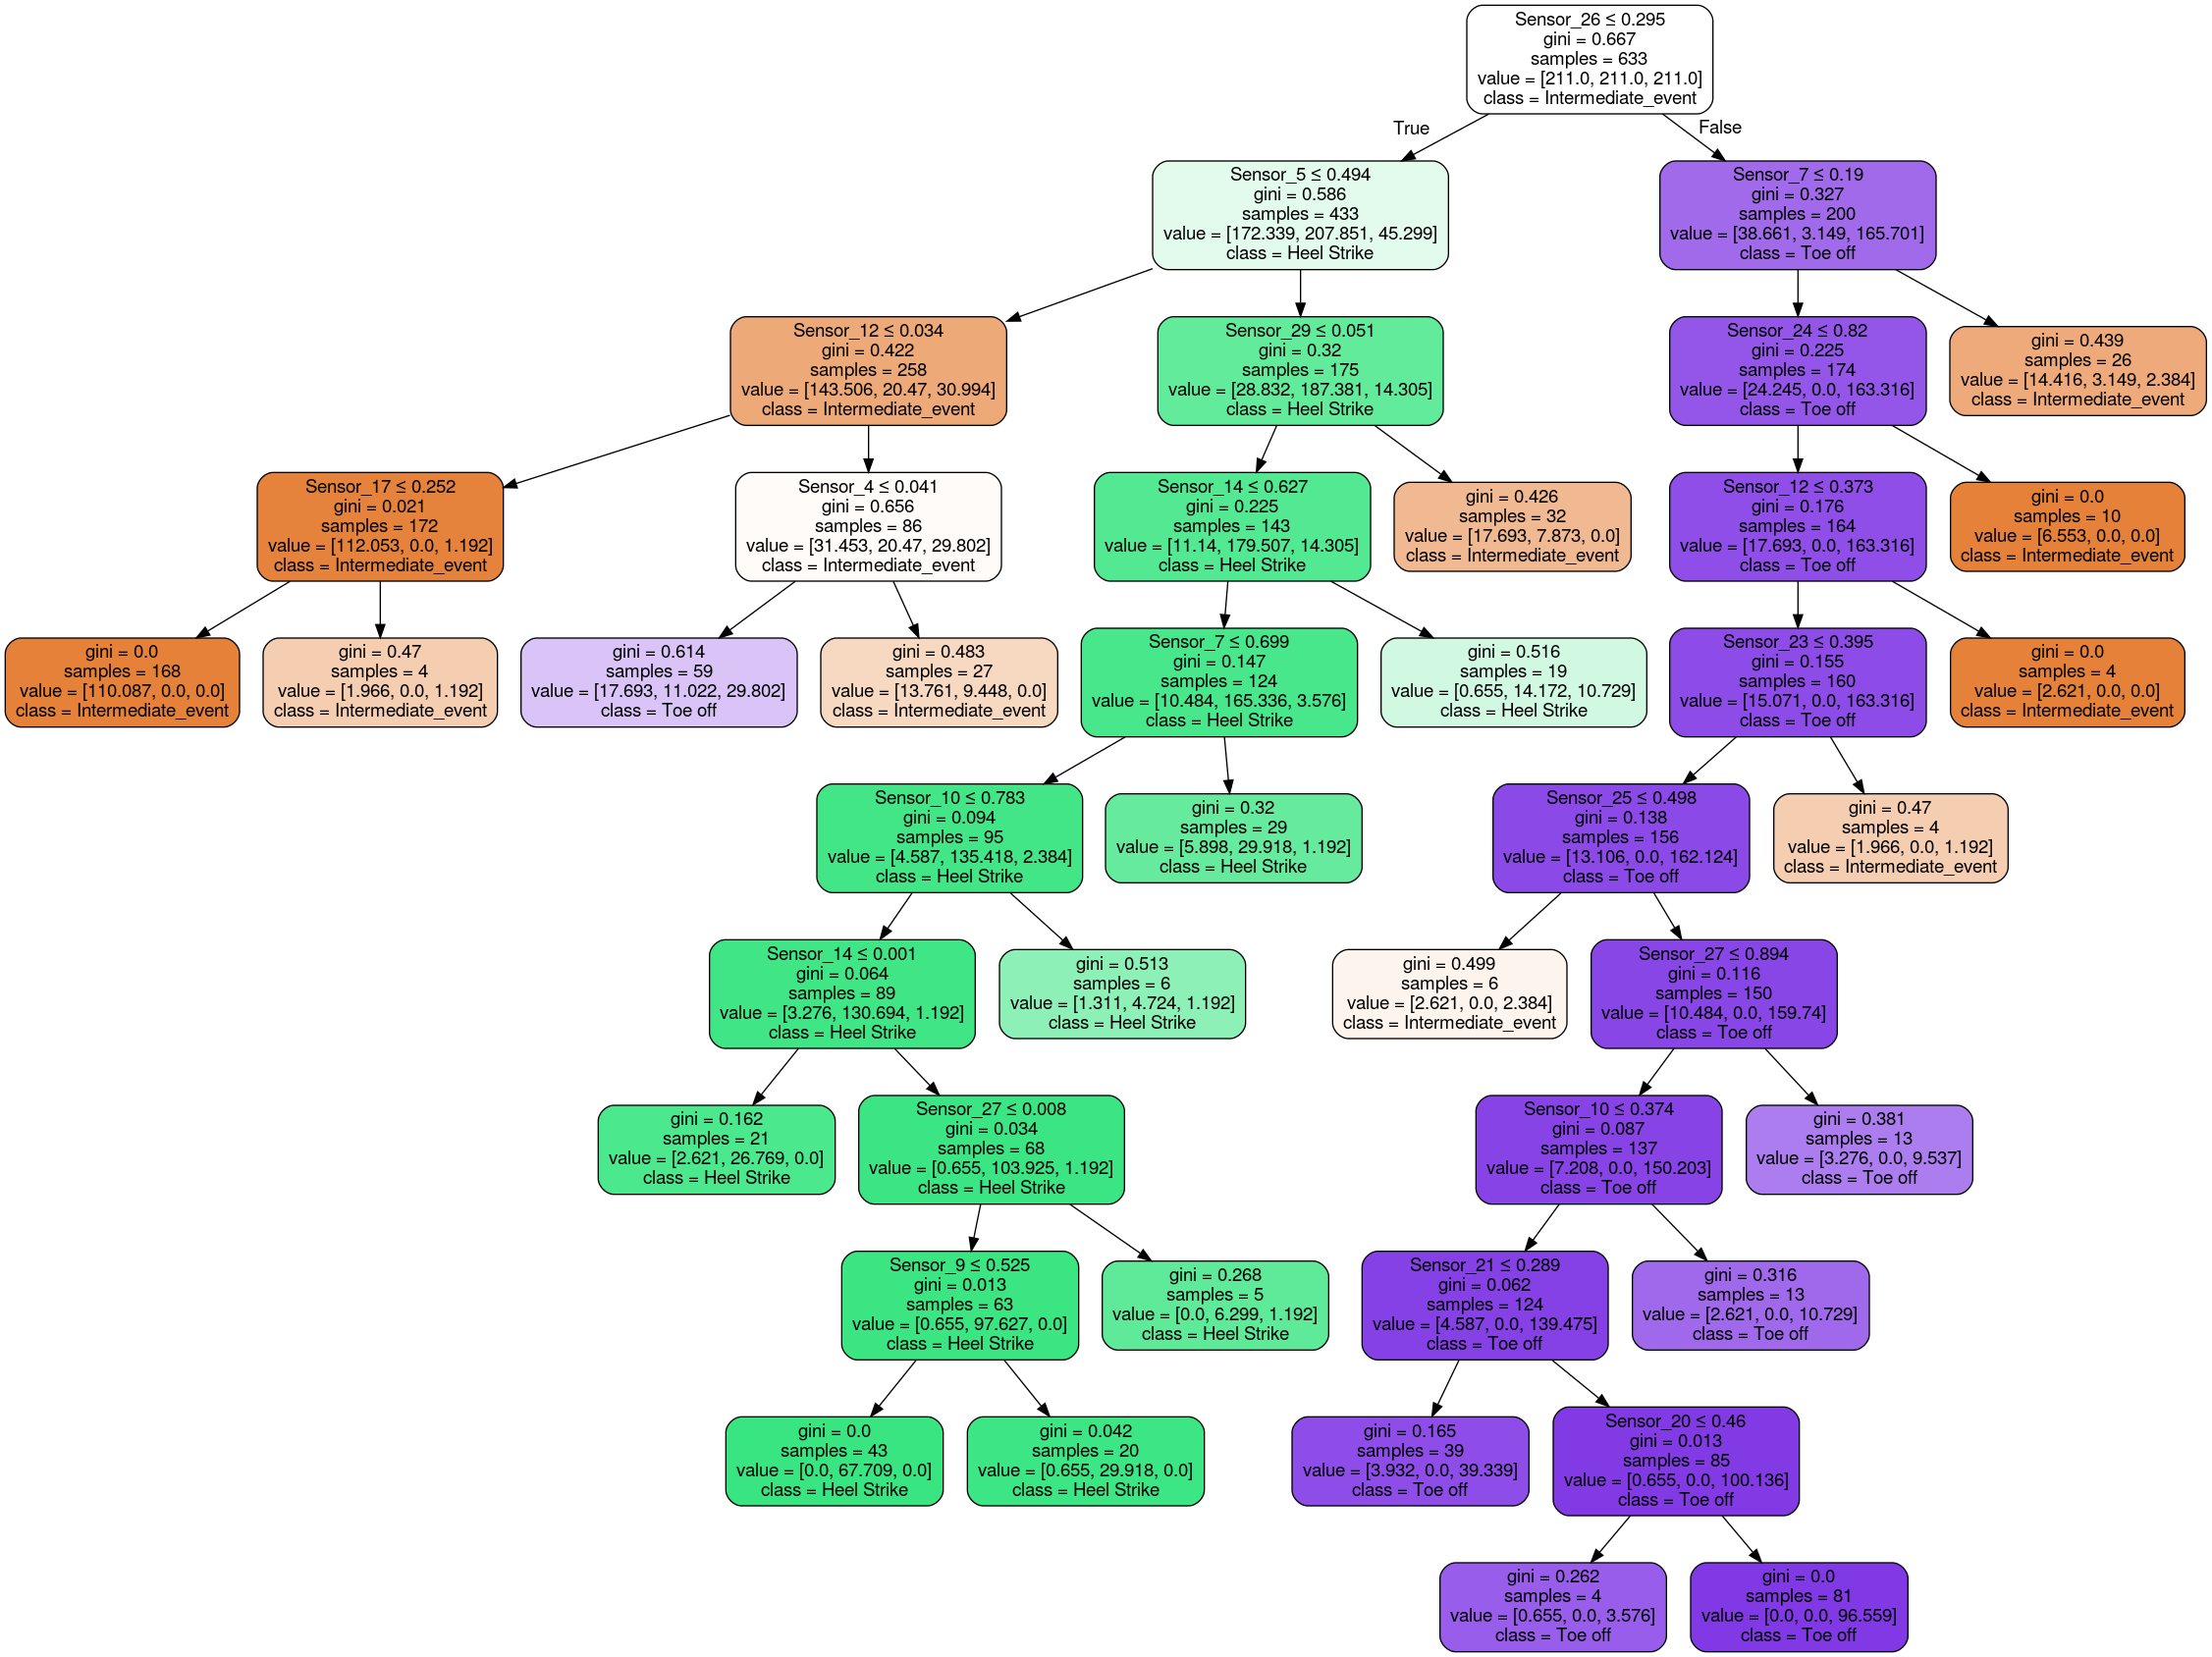 Sensor_26 ≤ 0.295
gini = 0.667
samples = 633
value = [211.0, 211.0, 211.0]
class = Intermediate_event
True
False
Sensor_5 ≤ 0.494
gini = 0.586
samples = 433
value = [172.339, 207.851, 45.299]
class = Heel Strike
Sensor_7 ≤ 0.19
gini = 0.327
samples = 200
value = [38.661, 3.149, 165.701]
class = Toe off
Sensor_12 ≤ 0.034
gini = 0.422
samples = 258
value = [143.506, 20.47, 30.994]
class = Intermediate_event
Sensor_29 ≤ 0.051
gini = 0.32
samples = 175
value = [28.832, 187.381, 14.305]
class = Heel Strike
Sensor_24 ≤ 0.82
gini = 0.225
samples = 174
value = [24.245, 0.0, 163.316]
class = Toe off
gini = 0.439
samples = 26
value = [14.416, 3.149, 2.384]
class = Intermediate_event
Sensor_17 ≤ 0.252
gini = 0.021
samples = 172
value = [112.053, 0.0, 1.192]
class = Intermediate_event
Sensor_4 ≤ 0.041
gini = 0.656
samples = 86
value = [31.453, 20.47, 29.802]
class = Intermediate_event
Sensor_14 ≤ 0.627
gini = 0.225
samples = 143
value = [11.14, 179.507, 14.305]
class = Heel Strike
gini = 0.426
samples = 32
value = [17.693, 7.873, 0.0]
class = Intermediate_event
Sensor_12 ≤ 0.373
gini = 0.176
samples = 164
value = [17.693, 0.0, 163.316]
class = Toe off
gini = 0.0
samples = 10
value = [6.553, 0.0, 0.0]
class = Intermediate_event
gini = 0.0
samples = 168
value = [110.087, 0.0, 0.0]
class = Intermediate_event
gini = 0.47
samples = 4
value = [1.966, 0.0, 1.192]
class = Intermediate_event
gini = 0.614
samples = 59
value = [17.693, 11.022, 29.802]
class = Toe off
gini = 0.483
samples = 27
value = [13.761, 9.448, 0.0]
class = Intermediate_event
Sensor_7 ≤ 0.699
gini = 0.147
samples = 124
value = [10.484, 165.336, 3.576]
class = Heel Strike
gini = 0.516
samples = 19
value = [0.655, 14.172, 10.729]
class = Heel Strike
Sensor_23 ≤ 0.395
gini = 0.155
samples = 160
value = [15.071, 0.0, 163.316]
class = Toe off
gini = 0.0
samples = 4
value = [2.621, 0.0, 0.0]
class = Intermediate_event
Sensor_10 ≤ 0.783
gini = 0.094
samples = 95
value = [4.587, 135.418, 2.384]
class = Heel Strike
gini = 0.32
samples = 29
value = [5.898, 29.918, 1.192]
class = Heel Strike
Sensor_25 ≤ 0.498
gini = 0.138
samples = 156
value = [13.106, 0.0, 162.124]
class = Toe off
gini = 0.47
samples = 4
value = [1.966, 0.0, 1.192]
class = Intermediate_event
Sensor_14 ≤ 0.001
gini = 0.064
samples = 89
value = [3.276, 130.694, 1.192]
class = Heel Strike
gini = 0.513
samples = 6
value = [1.311, 4.724, 1.192]
class = Heel Strike
gini = 0.499
samples = 6
value = [2.621, 0.0, 2.384]
class = Intermediate_event
Sensor_27 ≤ 0.894
gini = 0.116
samples = 150
value = [10.484, 0.0, 159.74]
class = Toe off
gini = 0.162
samples = 21
value = [2.621, 26.769, 0.0]
class = Heel Strike
Sensor_27 ≤ 0.008
gini = 0.034
samples = 68
value = [0.655, 103.925, 1.192]
class = Heel Strike
Sensor_10 ≤ 0.374
gini = 0.087
samples = 137
value = [7.208, 0.0, 150.203]
class = Toe off
gini = 0.381
samples = 13
value = [3.276, 0.0, 9.537]
class = Toe off
Sensor_9 ≤ 0.525
gini = 0.013
samples = 63
value = [0.655, 97.627, 0.0]
class = Heel Strike
gini = 0.268
samples = 5
value = [0.0, 6.299, 1.192]
class = Heel Strike
Sensor_21 ≤ 0.289
gini = 0.062
samples = 124
value = [4.587, 0.0, 139.475]
class = Toe off
gini = 0.316
samples = 13
value = [2.621, 0.0, 10.729]
class = Toe off
gini = 0.0
samples = 43
value = [0.0, 67.709, 0.0]
class = Heel Strike
gini = 0.042
samples = 20
value = [0.655, 29.918, 0.0]
class = Heel Strike
gini = 0.165
samples = 39
value = [3.932, 0.0, 39.339]
class = Toe off
Sensor_20 ≤ 0.46
gini = 0.013
samples = 85
value = [0.655, 0.0, 100.136]
class = Toe off
gini = 0.262
samples = 4
value = [0.655, 0.0, 3.576]
class = Toe off
gini = 0.0
samples = 81
value = [0.0, 0.0, 96.559]
class = Toe off